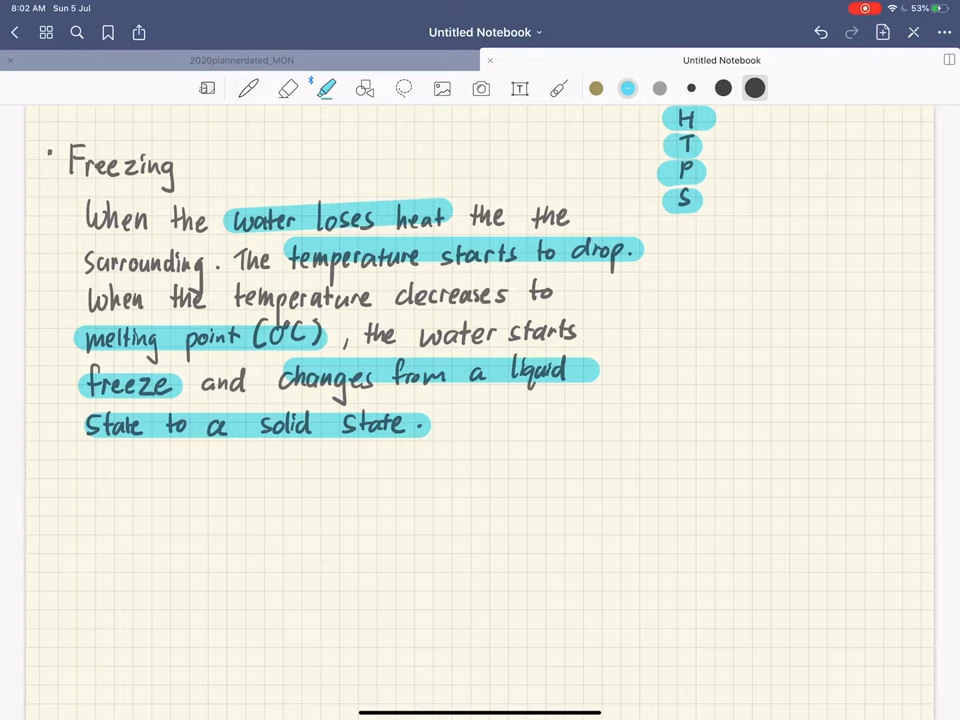 8:02 AM Sun 5 Jul
53%
Untitled Notebook
2020plannerdated_MON
Untitled Notebook
H
T
P
S
• Freezing
When the water loses heat the the
Sarrounding. The temperature starts to drop.
When the temperature decreases to
melting point (0°C), the water starts
freeze and changes from a liquid
State to a solid state.